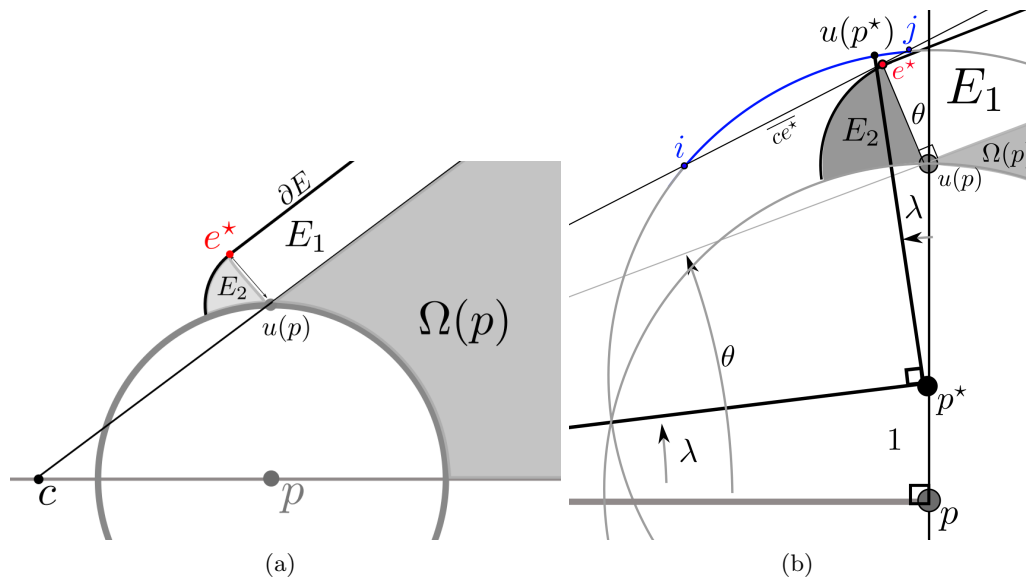 ∂E
e⋆
E₁
E₂
u(p)
Ω(p)
c
p
(a)
u(p⋆)
j
e⋆
E₁
ce⋆
θ
E₂
i
Ω(p
u(p)
λ
θ
p⋆
1
λ
p
(b)